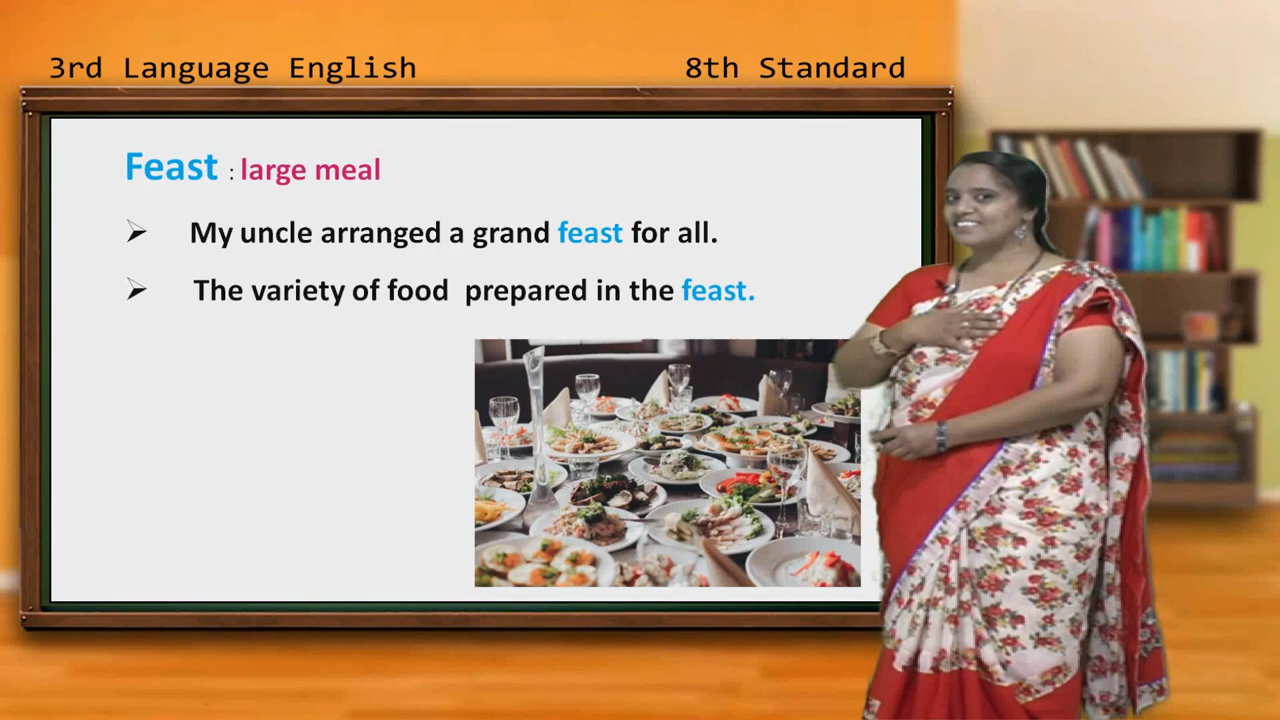 3rd Language English
8th Standard
Feast : large meal
➢ My uncle arranged a grand feast for all.
➢ The variety of food prepared in the feast.